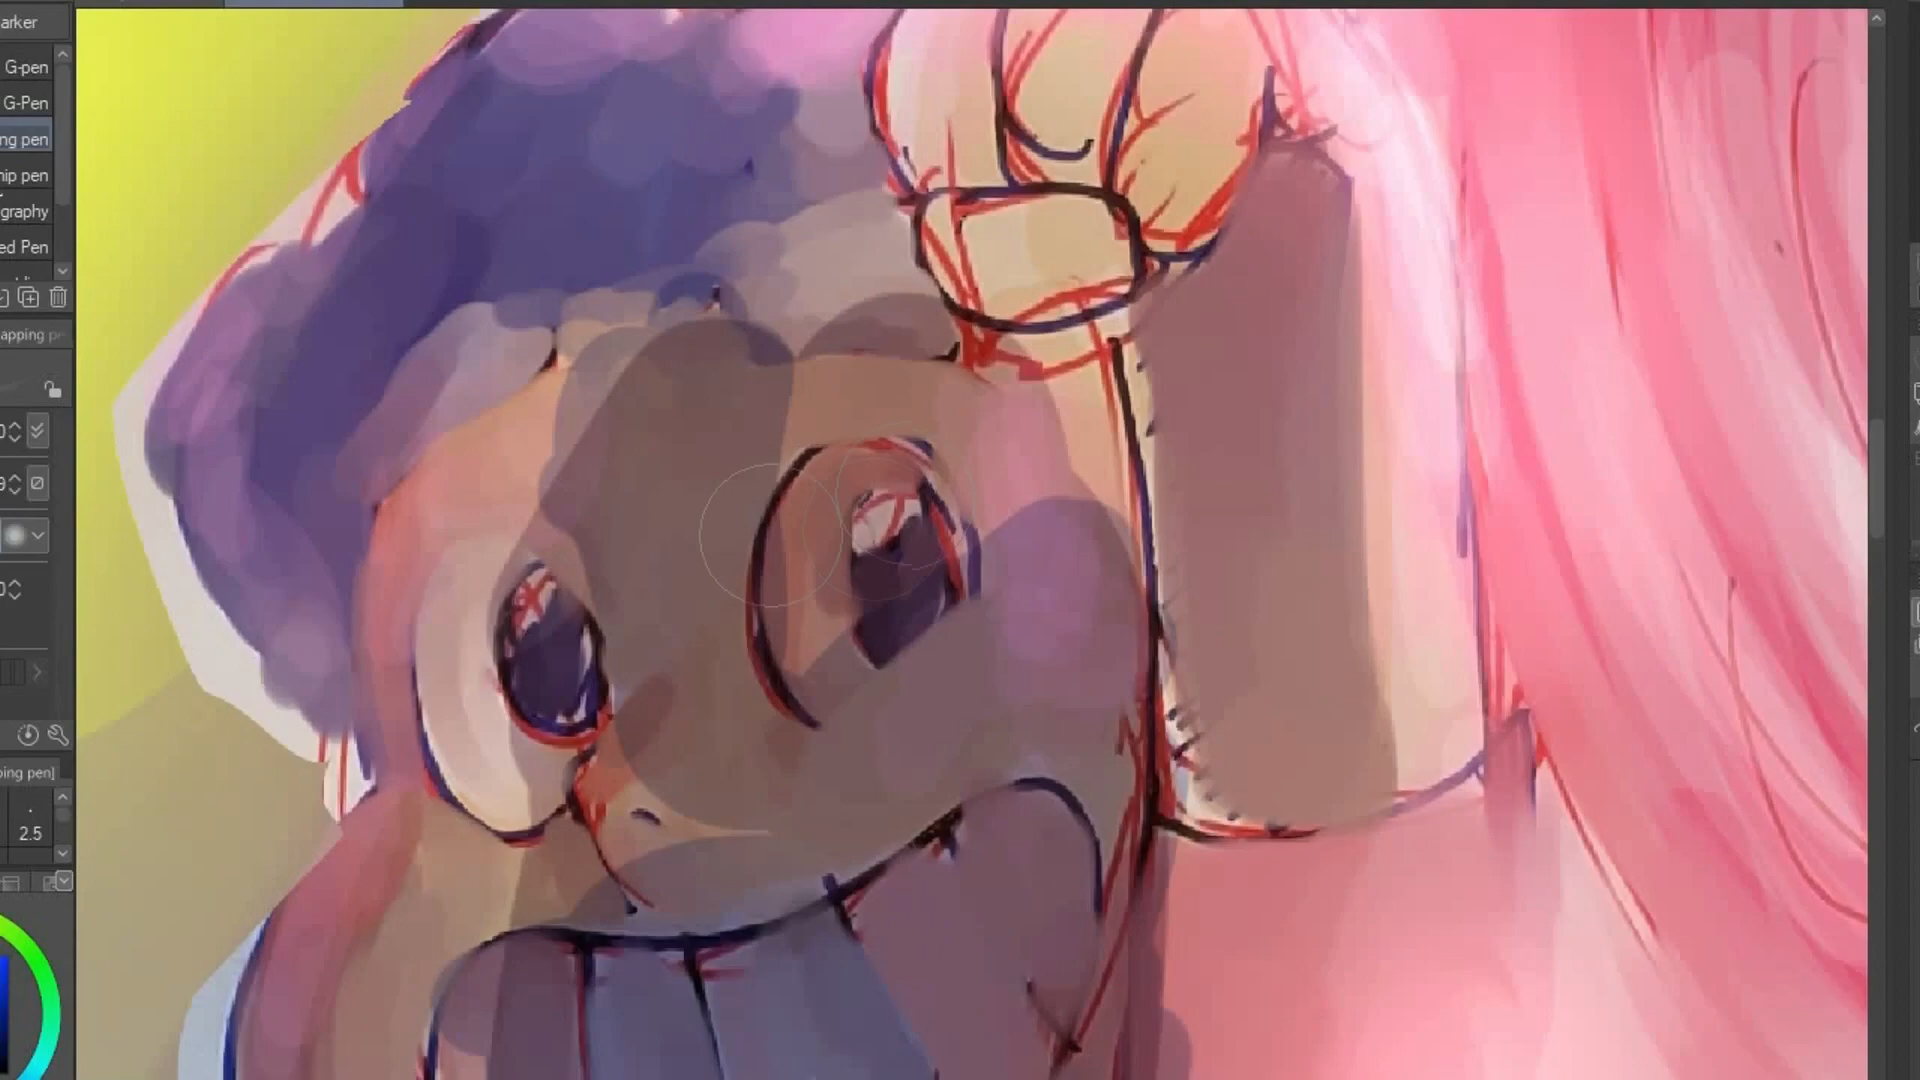 arker
G-pen
G-Pen
ng pen
hip pen
graphy
ed Pen
apping p
ping pen]
2.5